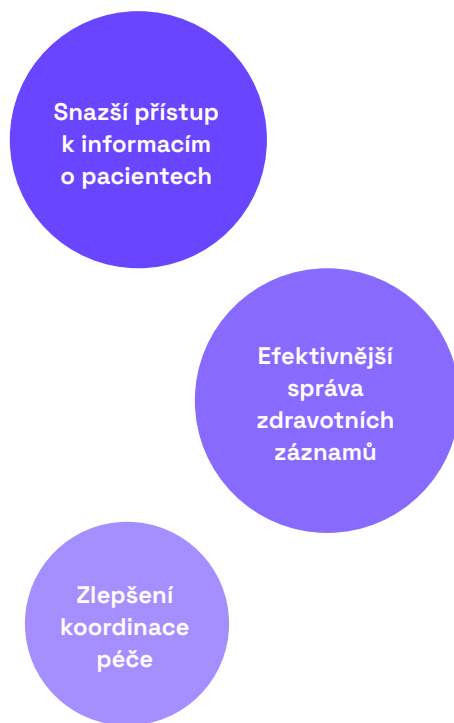 Snazší přístup
k informacím
o pacientech
Efektivnější
správa
zdravotních
záznamů
Zlepšení
koordinace
péče